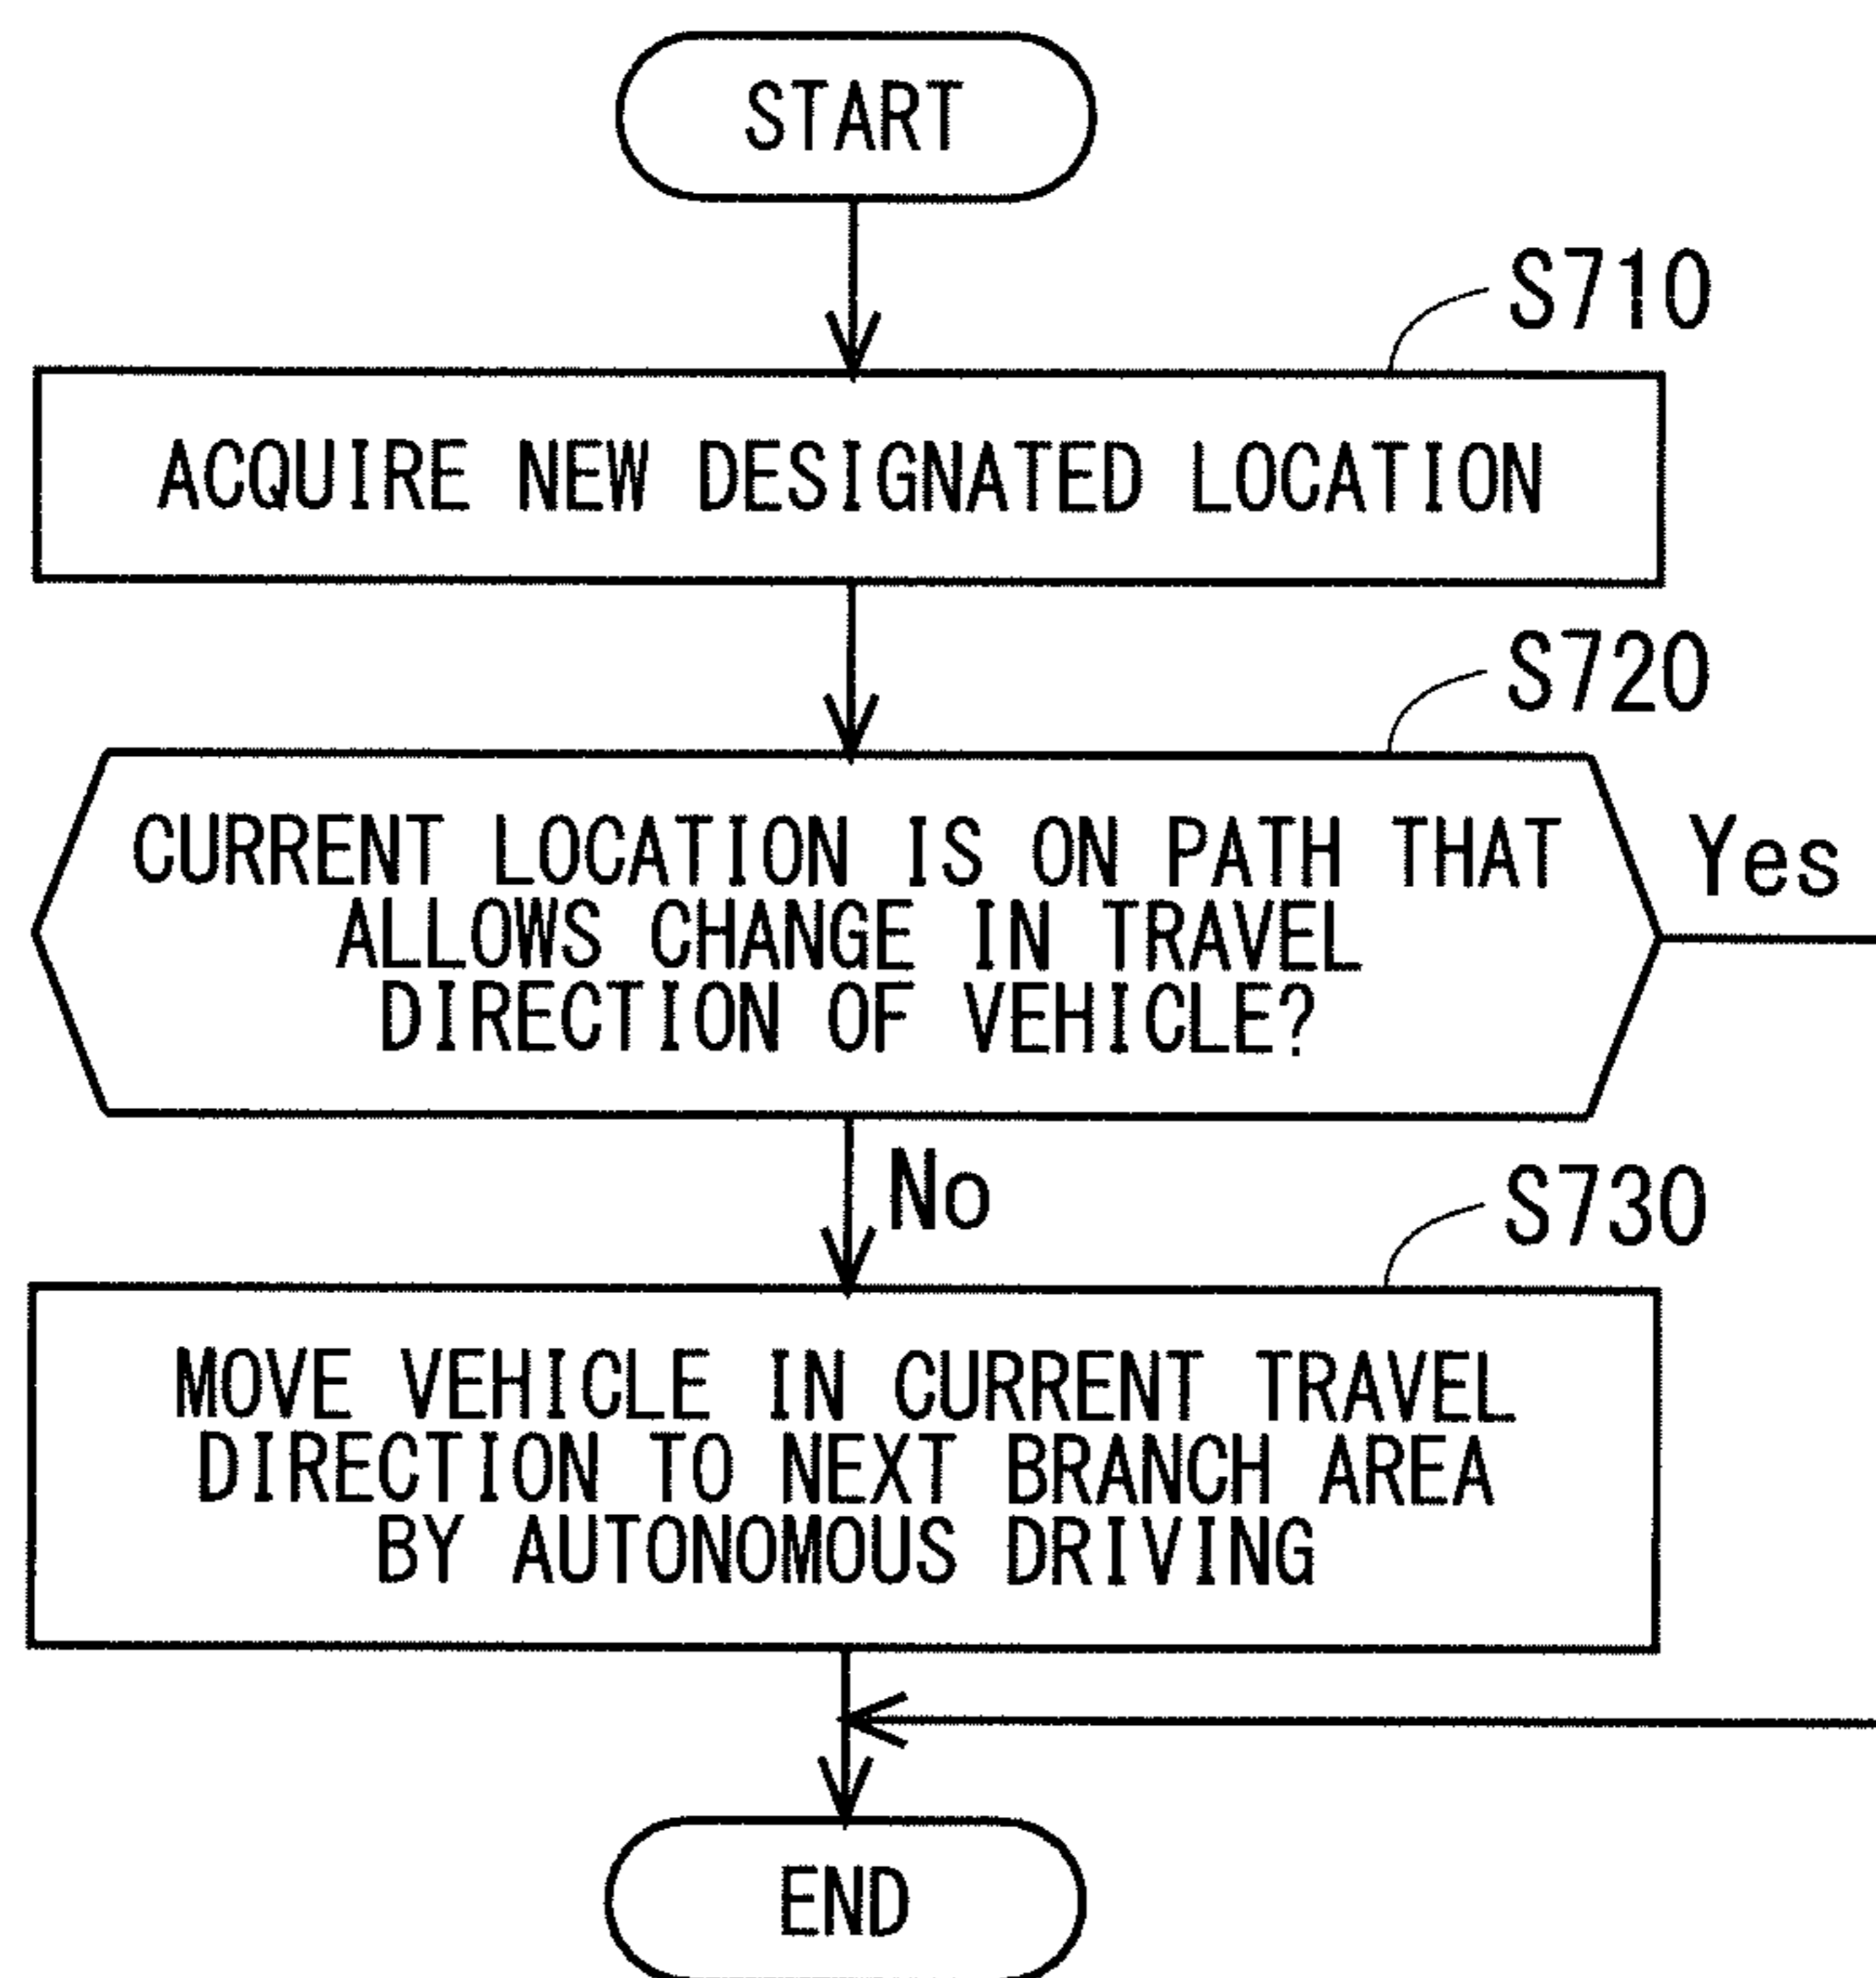 START
S710
ACQUIRE NEW DESIGNATED LOCATION
S720
CURRENT LOCATION IS ON PATH THAT
ALLOWS CHANGE IN TRAVEL
DIRECTION OF VEHICLE?
Yes
No
S730
MOVE VEHICLE IN CURRENT TRAVEL
DIRECTION TO NEXT BRANCH AREA
BY AUTONOMOUS DRIVING
END